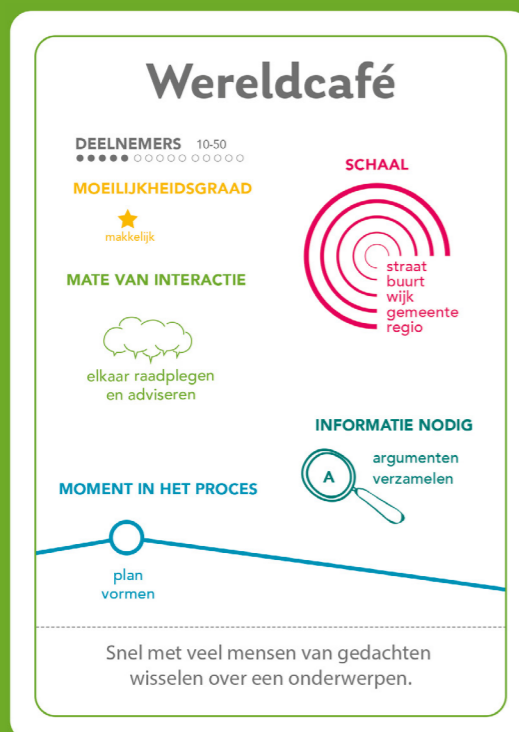 Wereldcafé
DEELNEMERS 10-50
MOEILIJKHEIDSGRAAD
makkelijk
SCHAAL
straat
buurt
wijk
gemeente
regio
MATE VAN INTERACTIE
elkaar raadplegen
en adviseren
INFORMATIE NODIG
A
argumenten
verzamelen
MOMENT IN HET PROCES
plan
vormen
Snel met veel mensen van gedachten
wisselen over een onderwerpen.